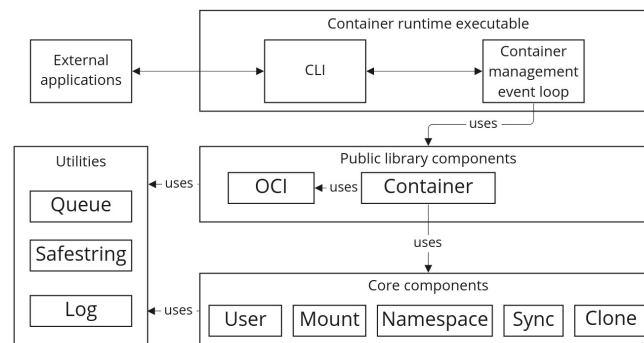 Container runtime executable
External
applications
CLI
Container
management
event loop
uses
Utilities
Queue
Safestring
Log
uses
Public library components
OCI
uses
Container
uses
uses
Core components
User
Mount
Namespace
Sync
Clone